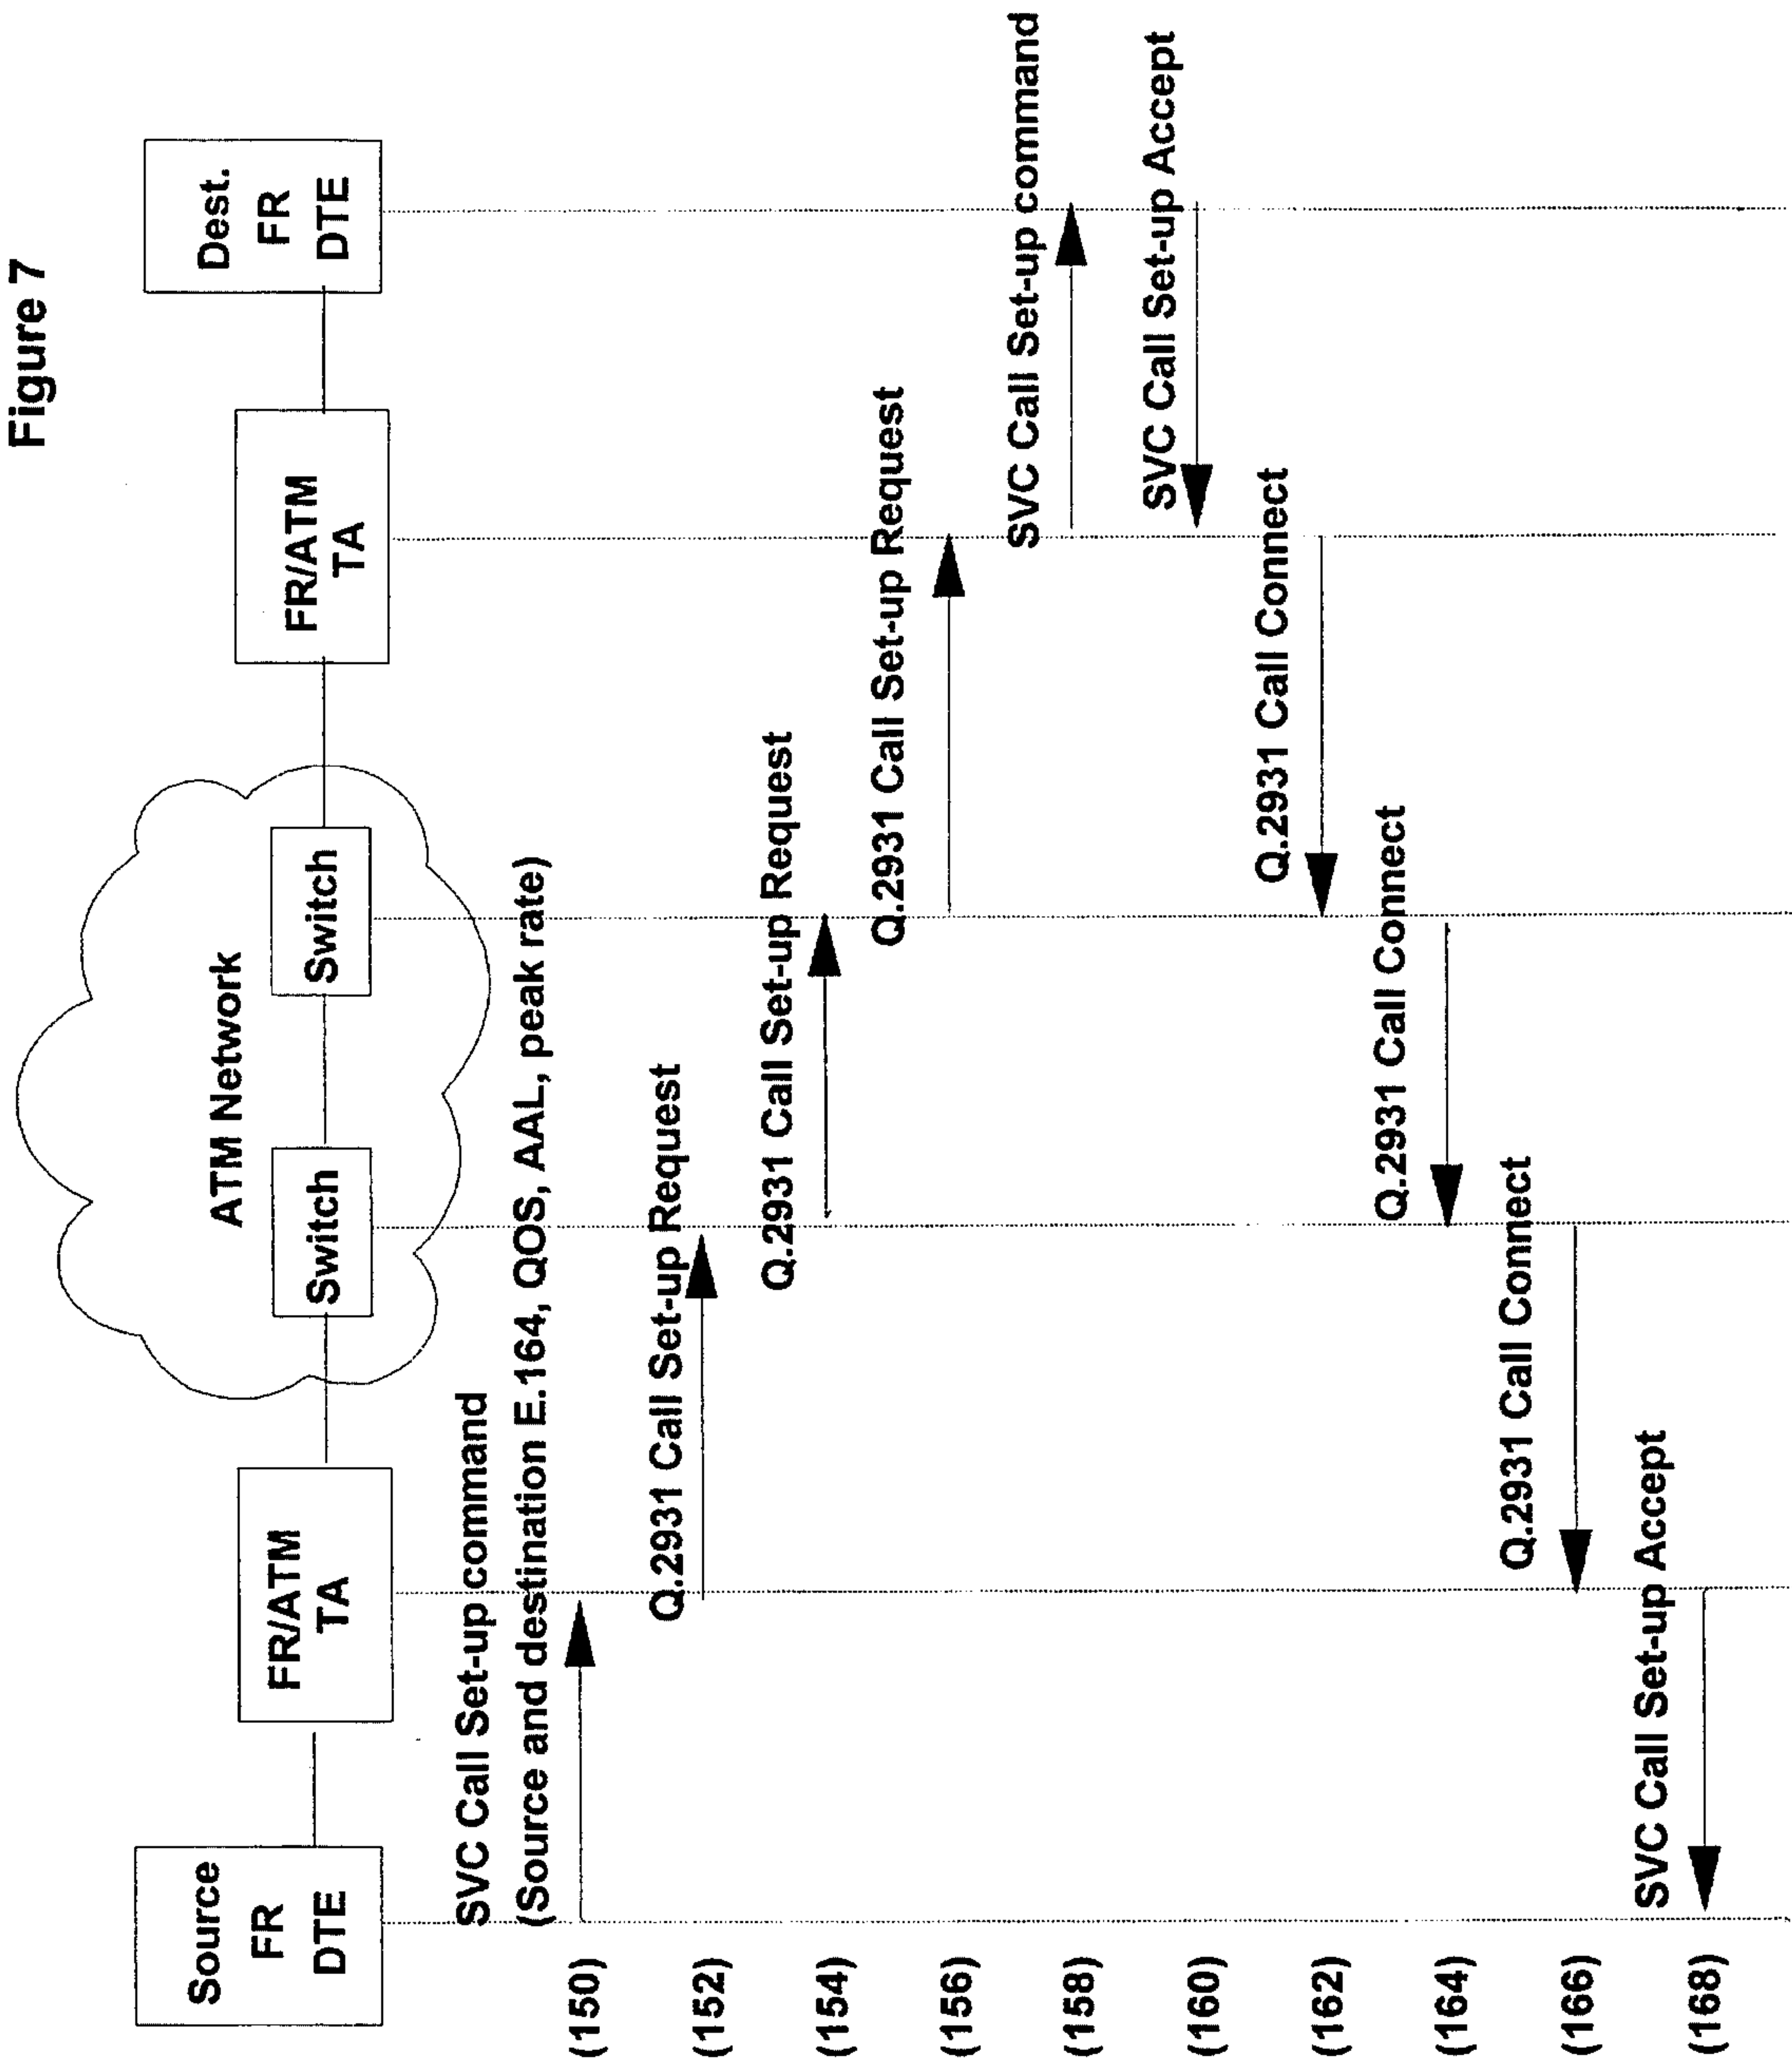 Figure 7
Source
FR
DTE
FR/ATM
TA
ATM Network
Switch
Switch
FR/ATM
TA
Dest.
FR
DTE
SVC Call Set-up command
(Source and destination E.164, QOS, AAL, peak rate)
(150)
Q.2931 Call Set-up Request
(152)
Q.2931 Call Set-up Request
(154)
Q.2931 Call Set-up Request
(156)
SVC Call Set-up command
(158)
SVC Call Set-up Accept
(160)
Q.2931 Call Connect
(162)
Q.2931 Call Connect
(164)
Q.2931 Call Connect
(166)
SVC Call Set-up Accept
(168)